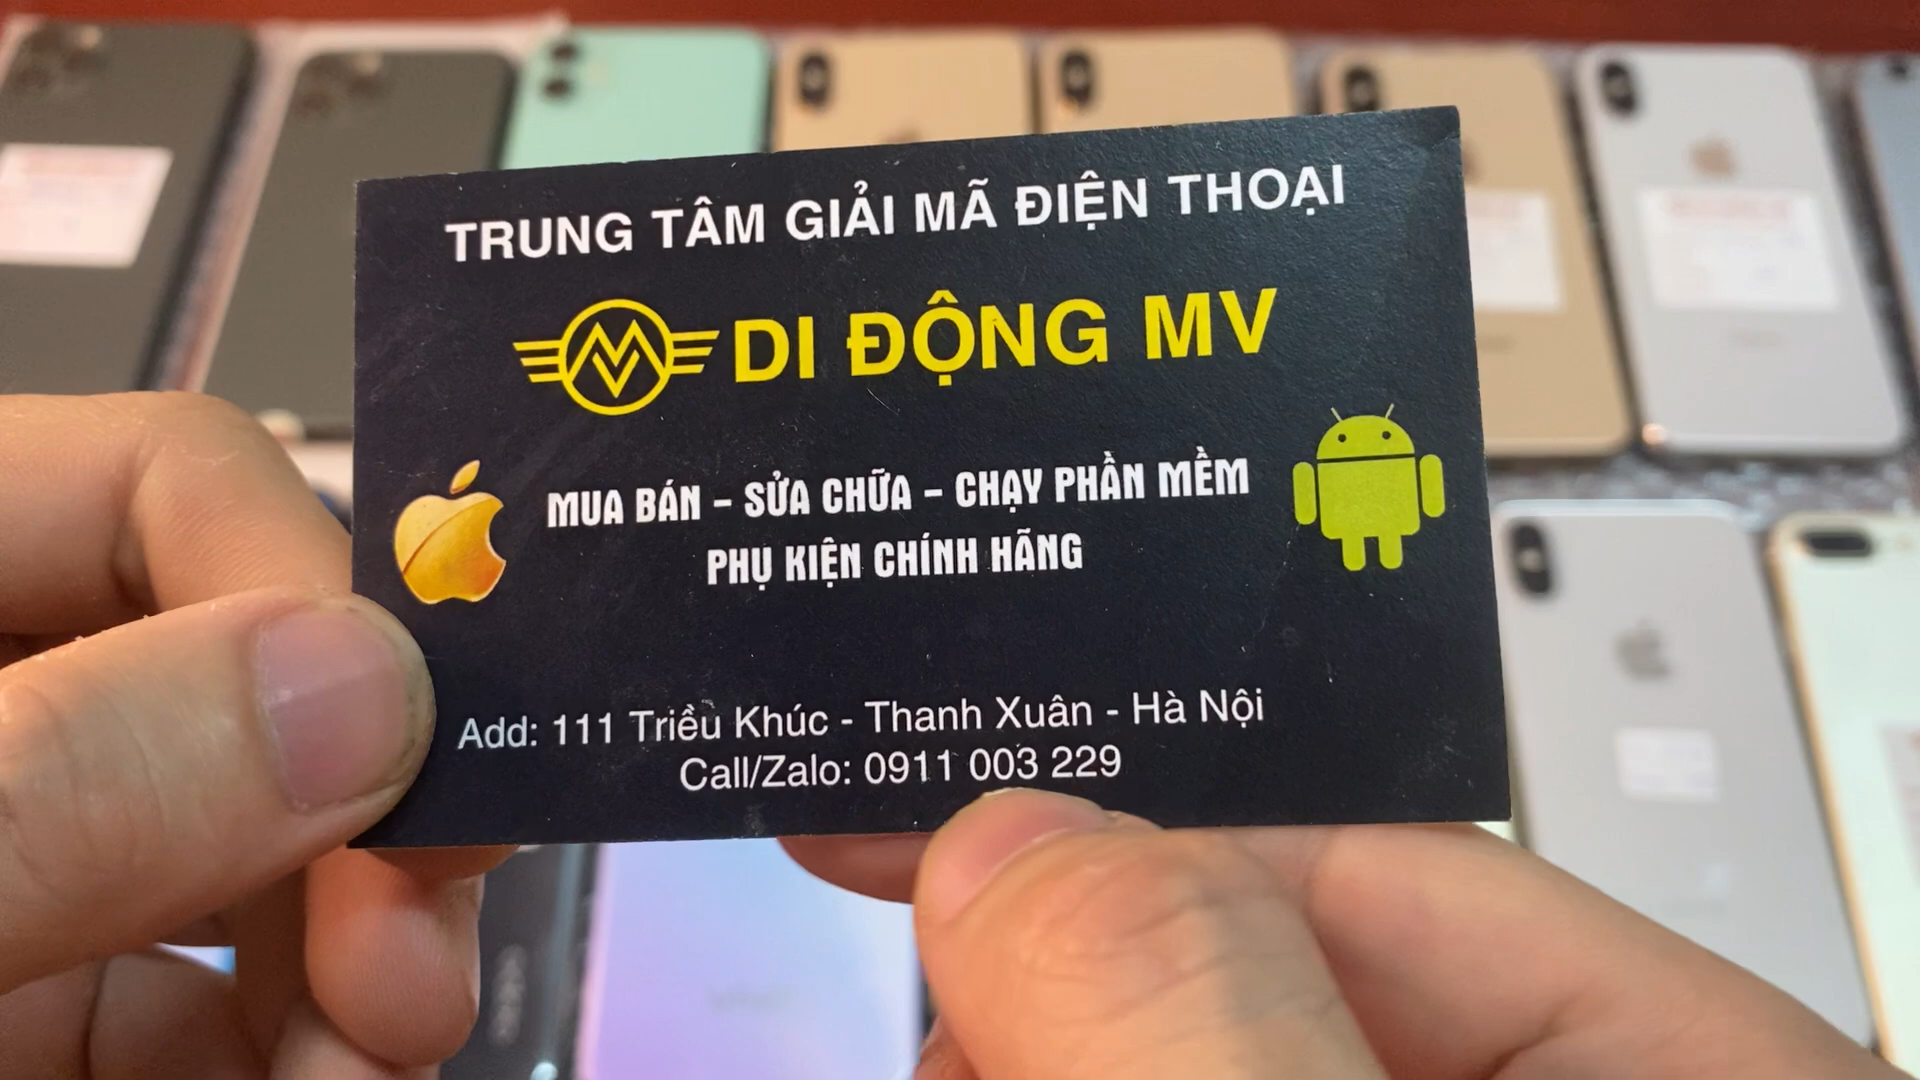 TRUNG TÂM GIẢI MÃ ĐIỆN THOẠI
DI ĐỘNG MV
MUA BÁN – SỬA CHỮA – CHẠY PHẦN MỀM
PHỤ KIỆN CHÍNH HÃNG
Add: 111 Triều Khúc - Thanh Xuân - Hà Nội
Call/Zalo: 0911 003 229